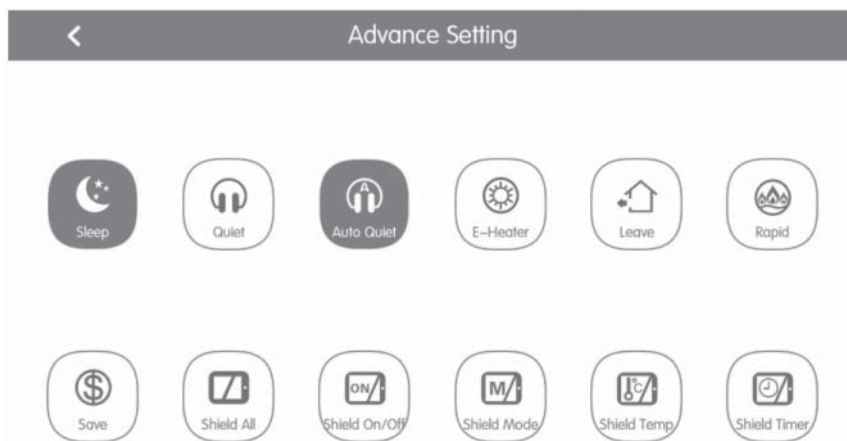 Advance Setting
Sleep
Quiet
A
Auto Quiet
E-Heater
Leave
Rapid
$
Save
Shield All
ON
Shield On/Off
M
Shield Mode
°C
Shield Temp
Shield Timer